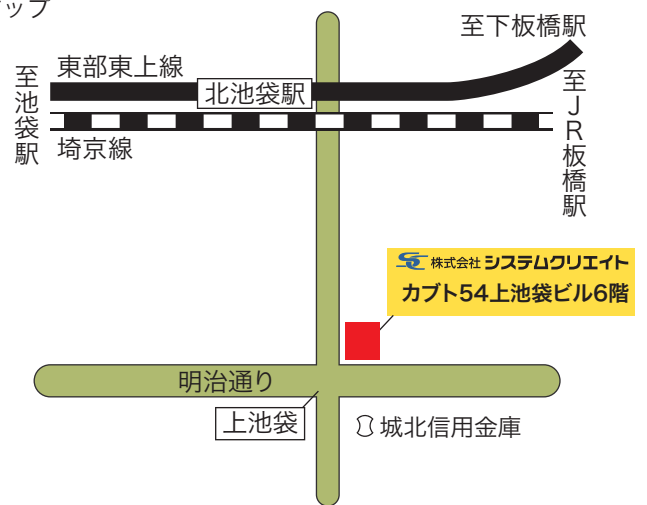 ップ
至下板橋駅
東部東上線
北池袋駅
至池袋駅
埼京線
至JR板橋駅
株式会社 システムクリエイト
カブト54上池袋ビル6階
明治通り
上池袋
城北信用金庫